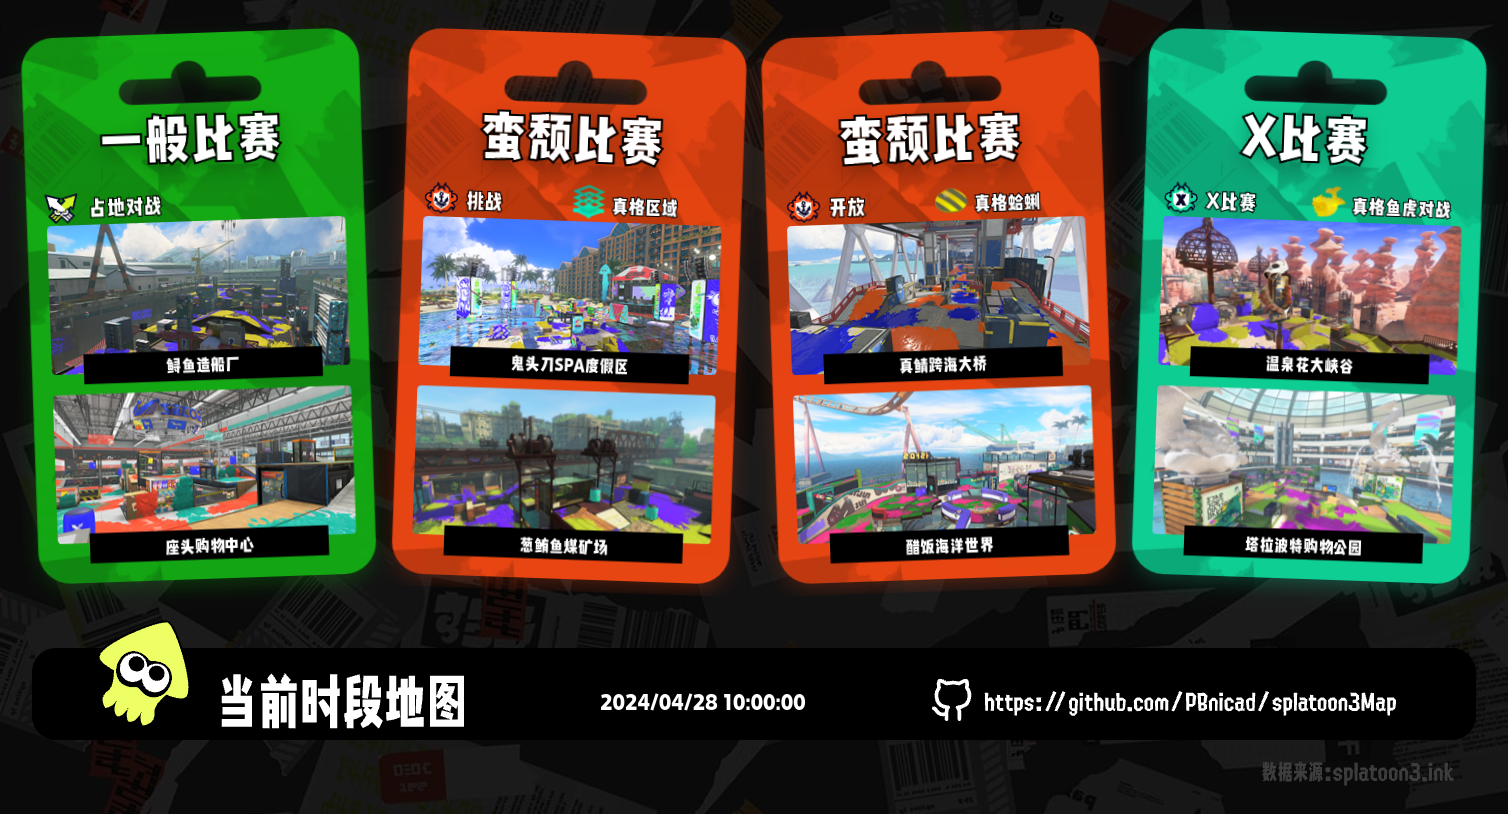 一般比赛
占地对战
鲟鱼造船厂
座头购物中心
蛮颓比赛
挑战
真格区域
鬼头刀SPA度假区
葱鲔鱼煤矿场
蛮颓比赛
开放
真格蛤蜊
真鲭跨海大桥
醋饭海洋世界
X比赛
X比赛
真格鱼虎对战
温泉花大峡谷
塔拉波特购物公园
当前时段地图
2024/04/28 10:00:00
https://github.com/PBnicad/splatoon3Map
数据来源:splatoon3.ink